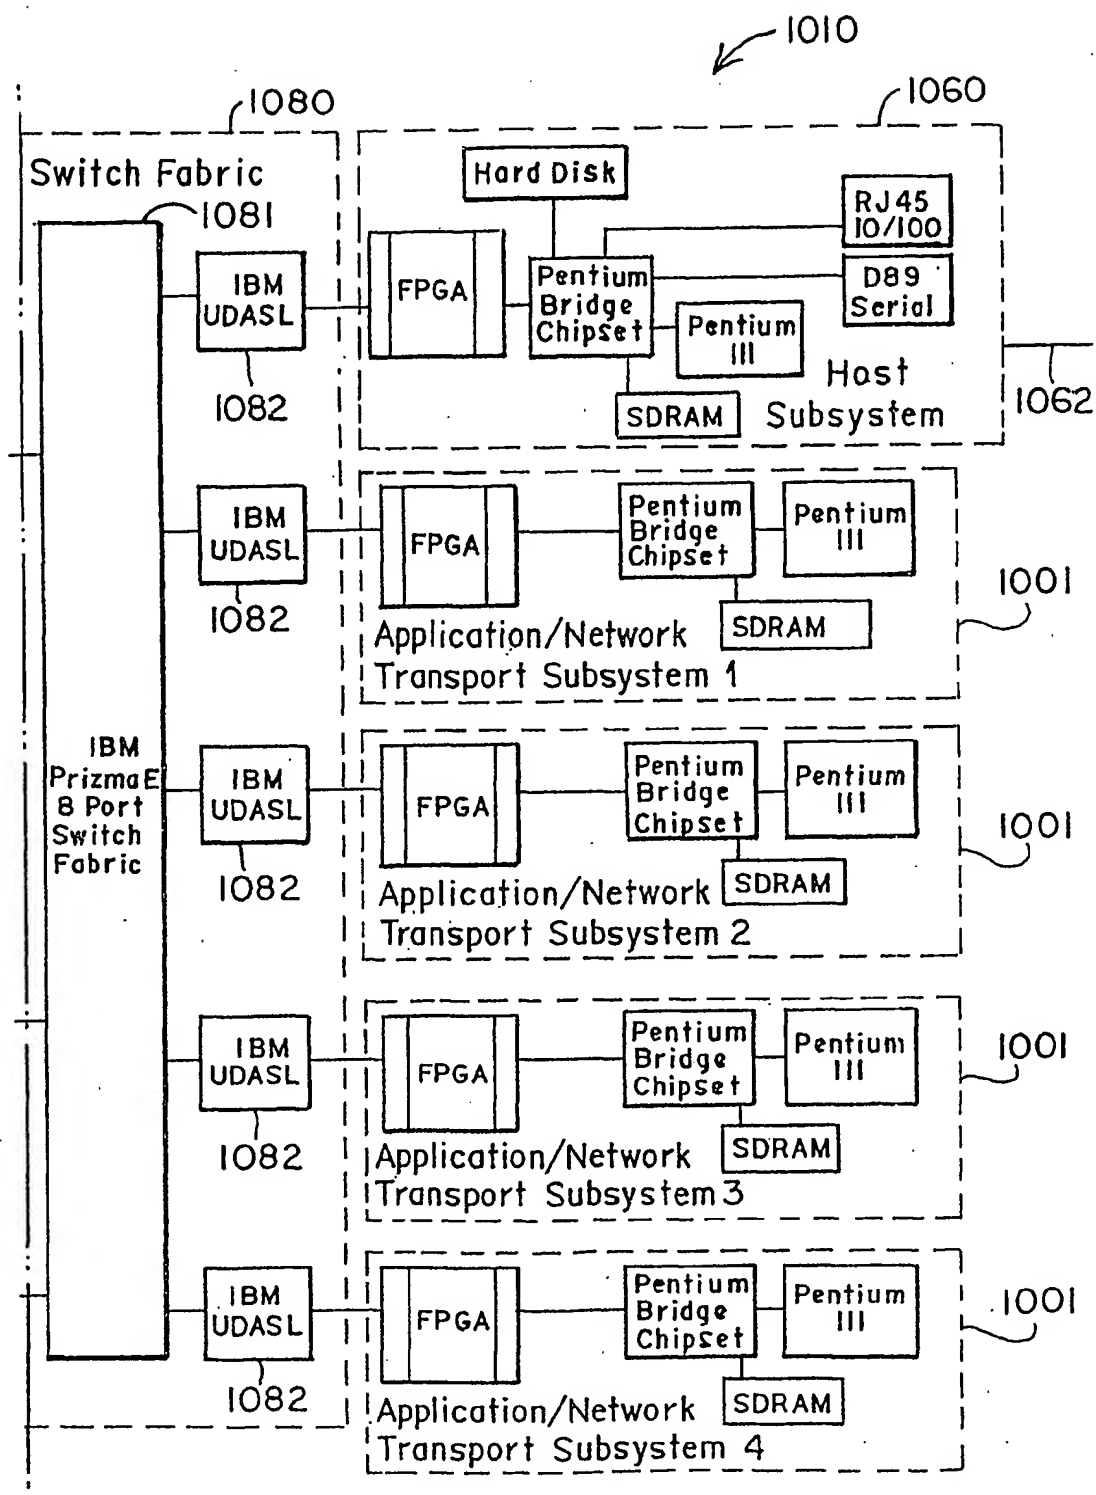 1010
1080
1060
Switch Fabric
1081
Hard Disk
RJ45
10/100
IBM
UDASL
FPGA
Pentium
Bridge
Chipset
D89
Serial
Pentium
III
1082
SDRAM
Host
Subsystem
1062
IBM
UDASL
FPGA
Pentium
Bridge
Chipset
Pentium
III
1082
SDRAM
1001
Application/Network
Transport Subsystem 1
IBM
PrizmaE
8 Port
Switch
Fabric
IBM
UDASL
FPGA
Pentium
Bridge
Chipset
Pentium
III
1082
SDRAM
1001
Application/Network
Transport Subsystem 2
IBM
UDASL
FPGA
Pentium
Bridge
Chipset
Pentium
III
1082
SDRAM
1001
Application/Network
Transport Subsystem 3
IBM
UDASL
FPGA
Pentium
Bridge
Chipset
Pentium
III
1082
SDRAM
1001
Application/Network
Transport Subsystem 4